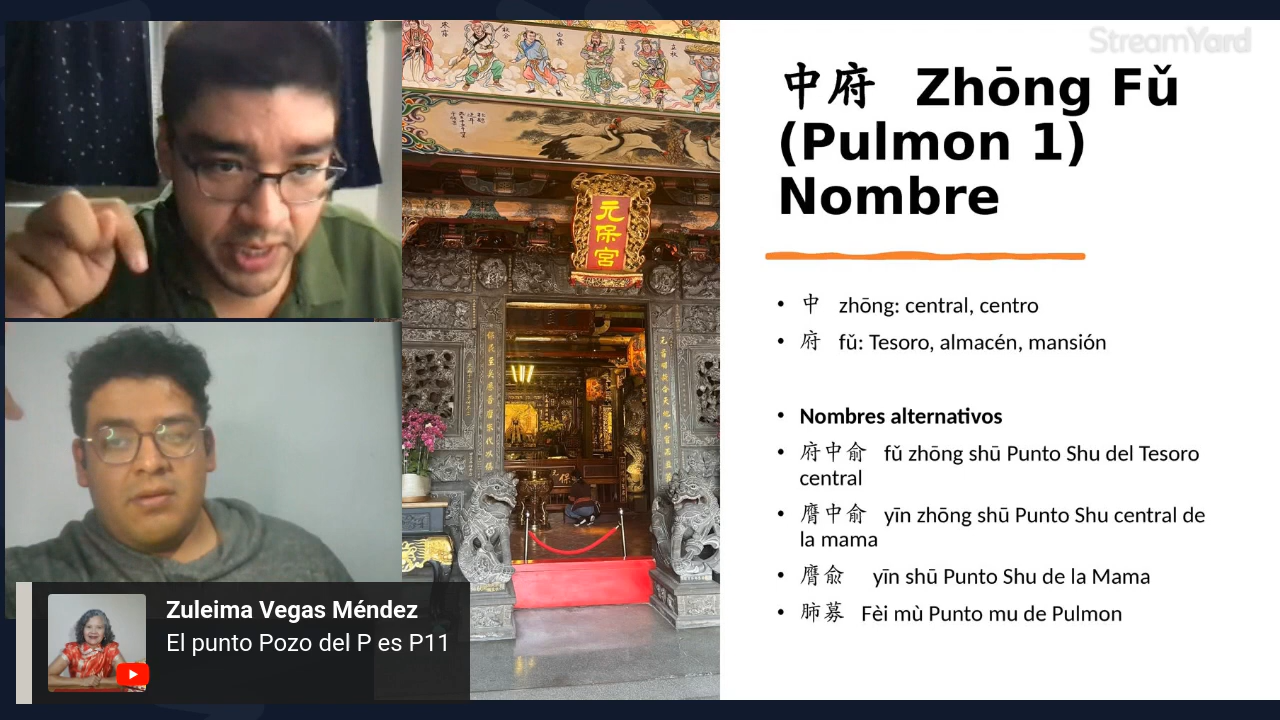 StreamYard
中府 Zhōng Fǔ
(Pulmon 1)
Nombre
• 中 zhōng: central, centro
• 府 fǔ: Tesoro, almacén, mansión
• Nombres alternativos
• 府中俞 fǔ zhōng shū Punto Shu del Tesoro
central
• 膺中俞 yīn zhōng shū Punto Shu central de
la mama
• 膺俞 yīn shū Punto Shu de la Mama
• 肺募 Fèi mù Punto mu de Pulmon
元保宮
Zuleima Vegas Méndez
El punto Pozo del P es P11